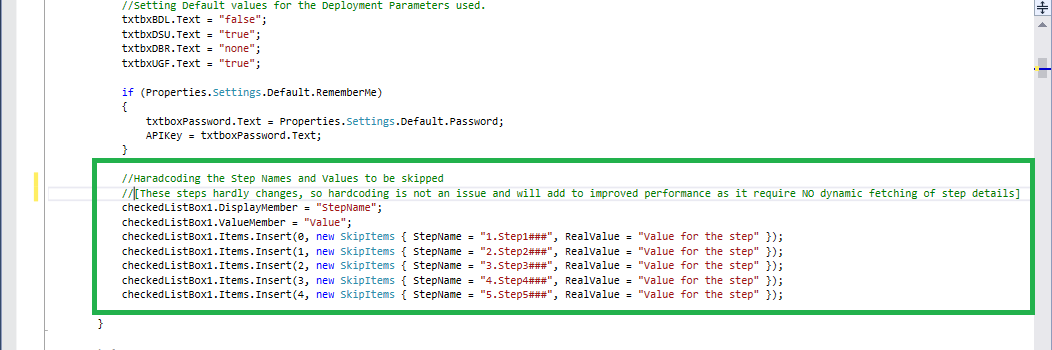 //Setting Default values for the Deployment Parameters used.
txtbxBDL.Text = "false";
txtbxDSU.Text = "true";
txtbxDBR.Text = "none";
txtbxUGF.Text = "true";
if (Properties.Settings.Default.RememberMe)
{
txtboxPassword.Text = Properties.Settings.Default.Password;
APIKey = txtboxPassword.Text;
}
//Haradcoding the Step Names and Values to be skipped
//[These steps hardly changes, so hardcoding is not an issue and will add to improved performance as it require NO dynamic fetching of step details]
checkedListBox1.DisplayMember = "StepName";
checkedListBox1.ValueMember = "Value";
checkedListBox1.Items.Insert(0, new SkipItems { StepName = "1.Step1###", RealValue = "Value for the step" });
checkedListBox1.Items.Insert(1, new SkipItems { StepName = "2.Step2###", RealValue = "Value for the step" });
checkedListBox1.Items.Insert(2, new SkipItems { StepName = "3.Step3###", RealValue = "Value for the step" });
checkedListBox1.Items.Insert(3, new SkipItems { StepName = "4.Step4###", RealValue = "Value for the step" });
checkedListBox1.Items.Insert(4, new SkipItems { StepName = "5.Step5###", RealValue = "Value for the step" });
}